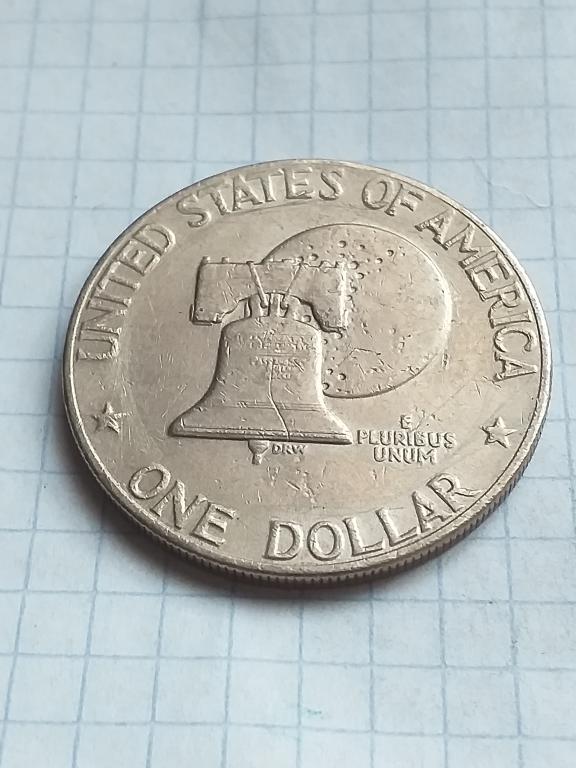 UNITED STATES OF AMERICA
E
PLURIBUS
UNUM
DRW
ONE DOLLAR